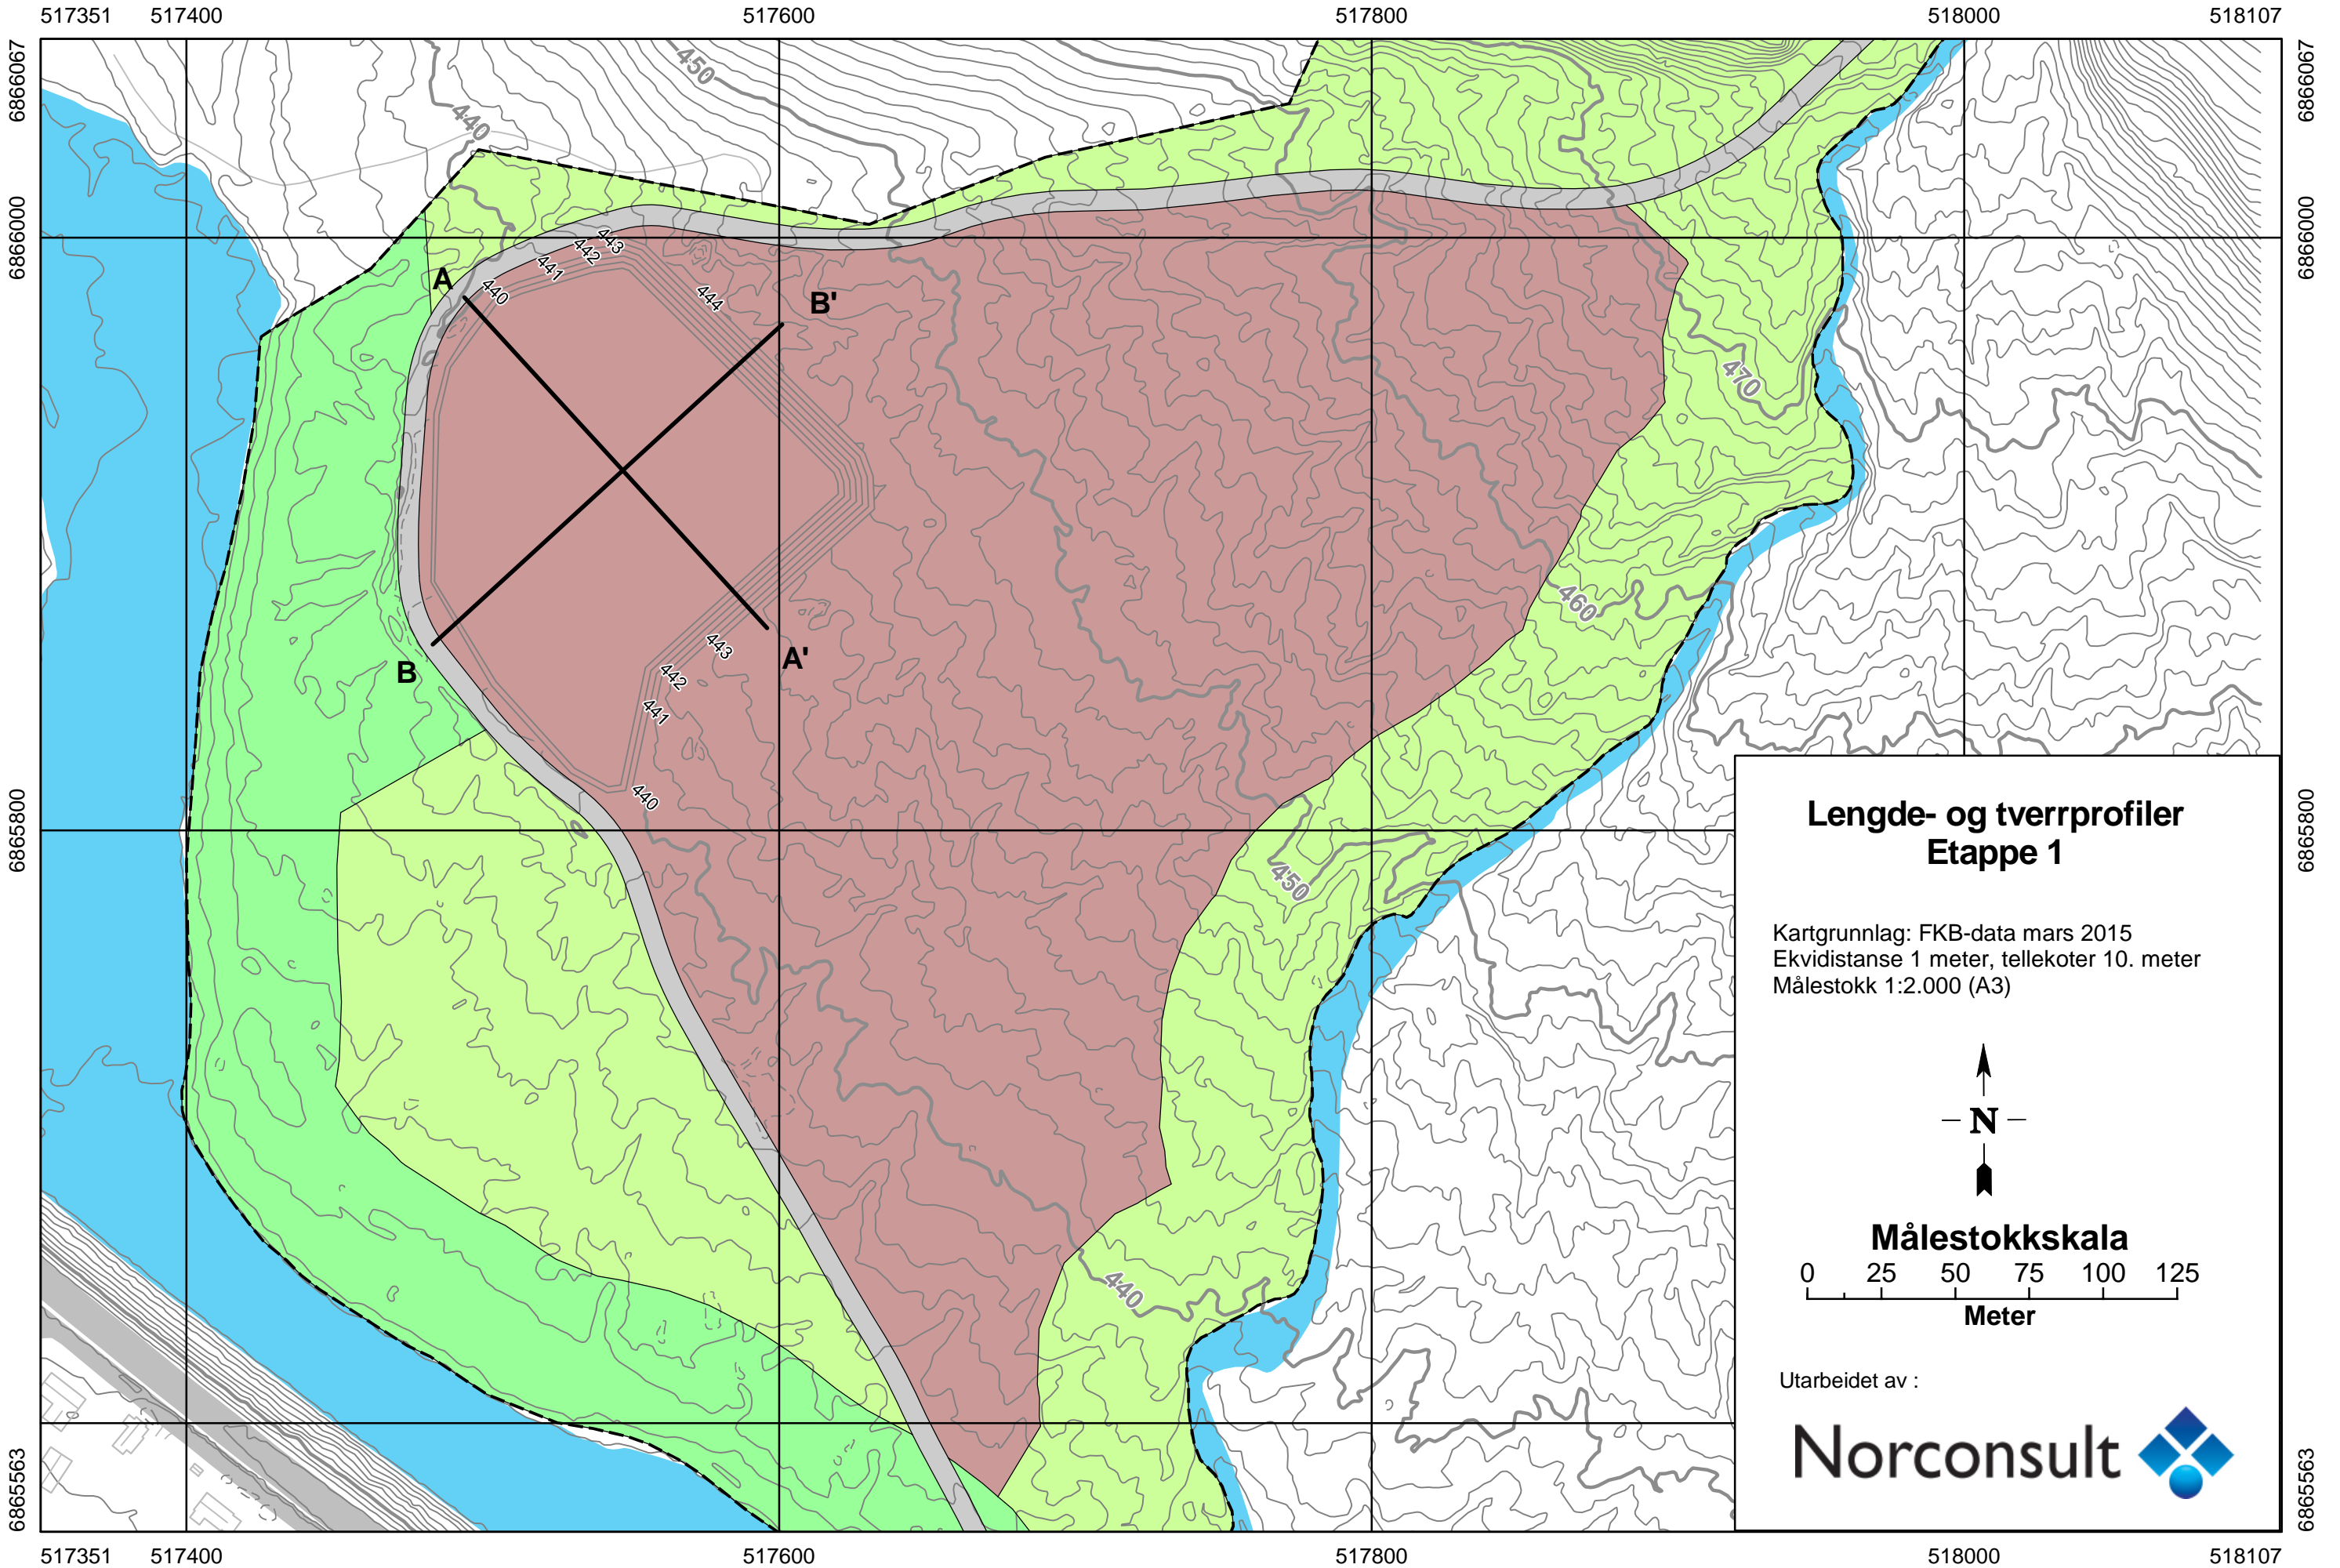 517351 517400 517600 517800 518000 518107
6866067 6866067
450
440
6866000 6866000
443
442
441
A
440
444
B'
470
460
443
A'
B
442
441
440
6865800 6865800
450
440
Lengde- og tverrprofiler
Etappe 1
Kartgrunnlag: FKB-data mars 2015
Ekvidistanse 1 meter, tellekoter 10. meter
Målestokk 1:2.000 (A3)
N
Målestokkskala
0 25 50 75 100 125
Meter
Utarbeidet av :
Norconsult
6865563 6865563
517351 517400 517600 517800 518000 518107